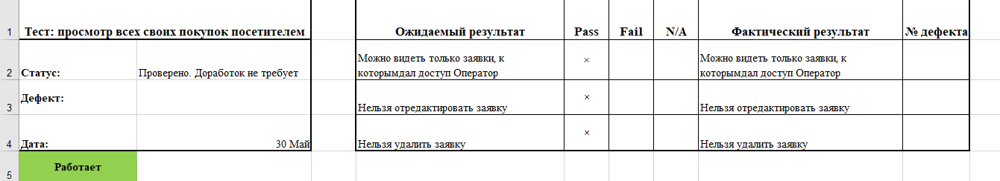 1 Тест: просмотр всех своих покупок посетителем Ожидаемый результат Pass Fail N/A Фактический результат № дефекта
Можно видеть только заявки, к × Можно видеть только заявки, к
2 Статус: Проверено. Доработок не требует которымдал доступ Оператор которымдал доступ Оператор
Дефект: ×
3 Нельзя отредактировать заявку Нельзя отредактировать заявку
×
4 Дата: 30 Май Нельзя удалить заявку Нельзя удалить заявку
5 Работает